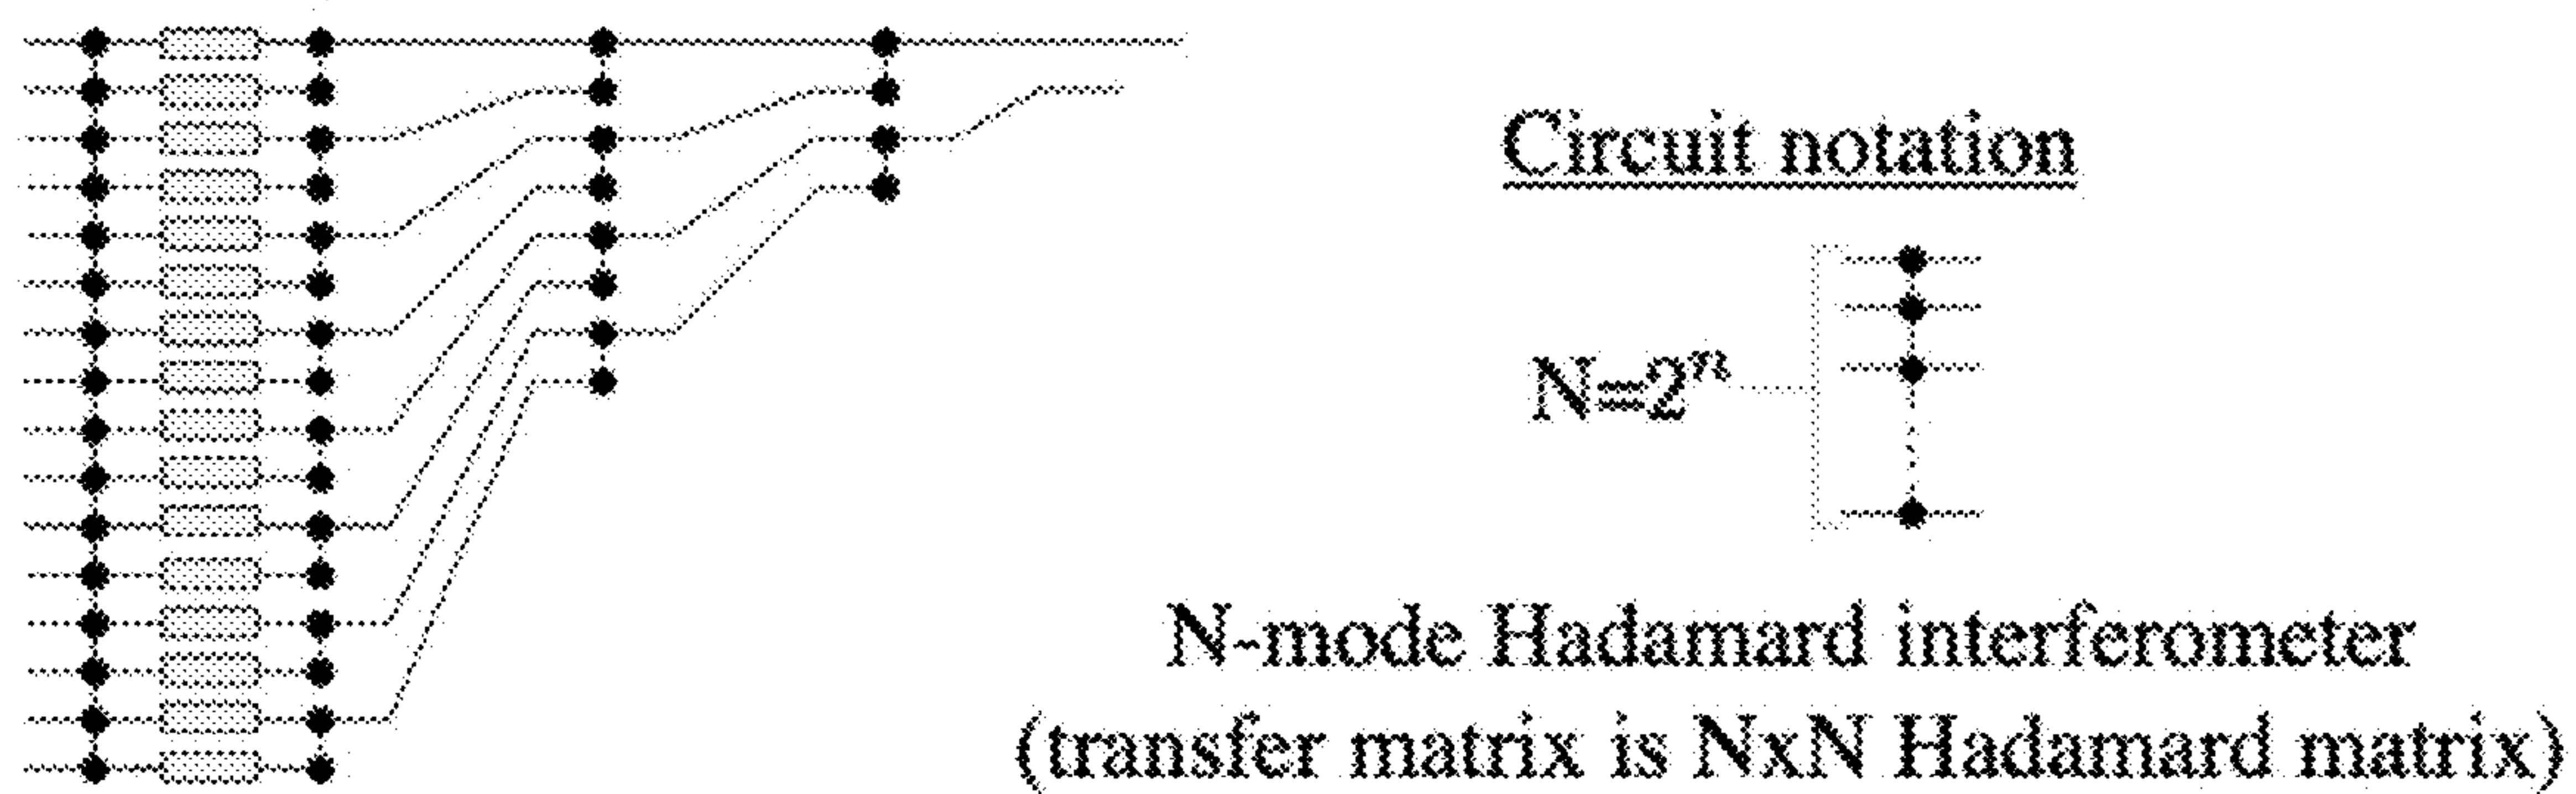 Circuit notation
N=2ⁿ
N-mode Hadamard interferometer
(transfer matrix is NxN Hadamard matrix)